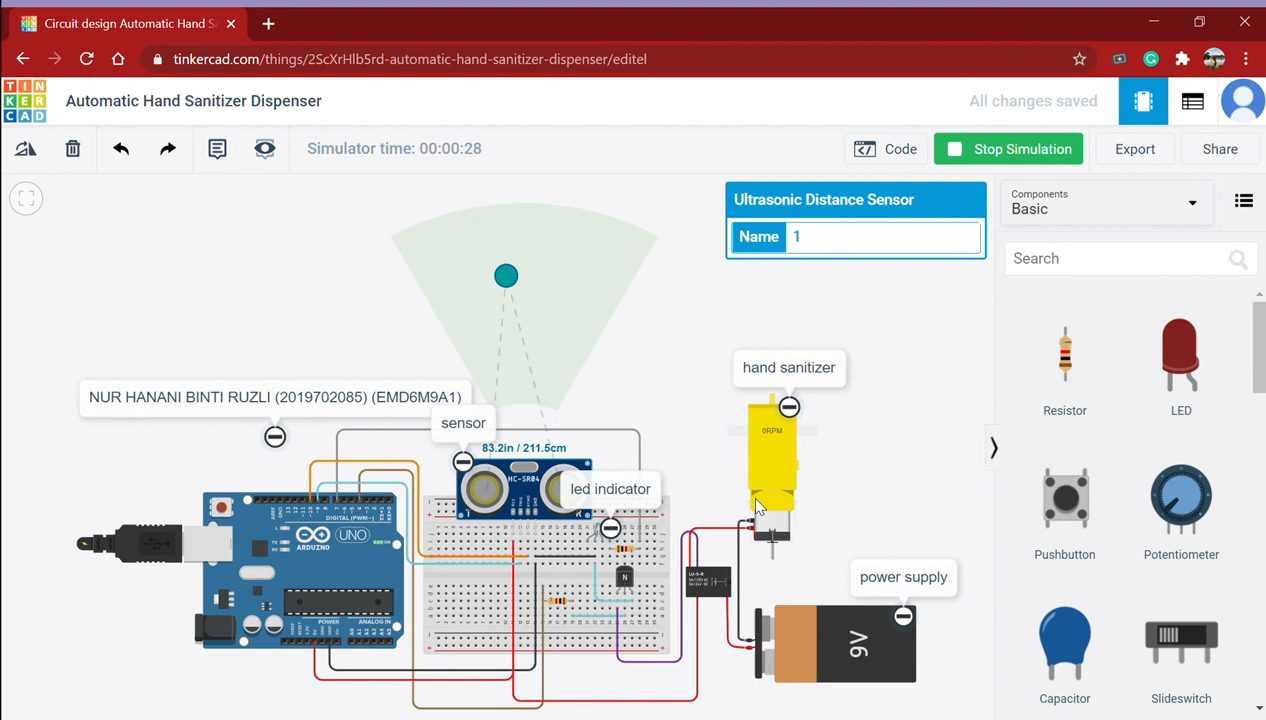 Circuit design Automatic Hand S
tinkercad.com/things/2ScXrHlb5rd-automatic-hand-sanitizer-dispenser/editel
TIN
KER
CAD
Automatic Hand Sanitizer Dispenser
All changes saved
Simulator time: 00:00:28
Code
Stop Simulation
Export
Share
Ultrasonic Distance Sensor
Name
1
Components
Basic
Search
Resistor
LED
Pushbutton
Potentiometer
Capacitor
Slideswitch
hand sanitizer
0RPM
NUR HANANI BINTI RUZLI (2019702085) (EMD6M9A1)
sensor
83.2in / 211.5cm
HC-SR04
led indicator
DIGITAL (PWM~)
UNO
ARDUINO
POWER
ANALOG IN
N
power supply
9V